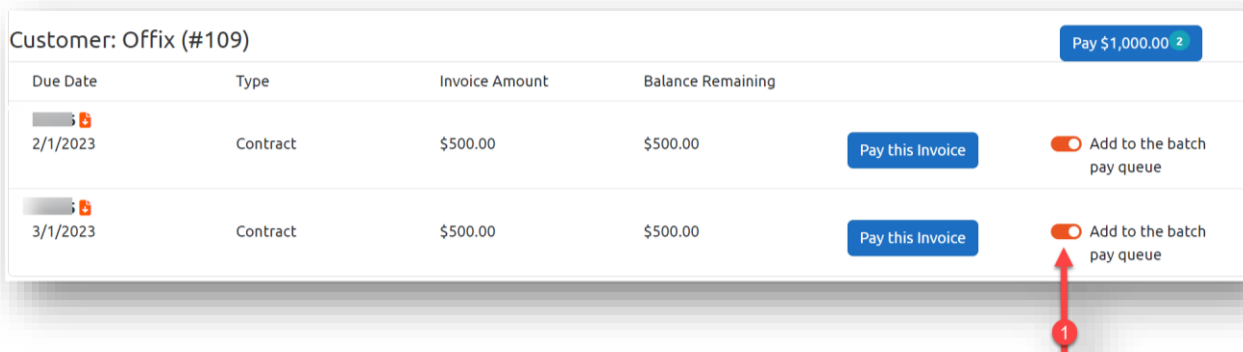 Customer: Offix (#109)
Pay $1,000.00 2
Due Date Type Invoice Amount Balance Remaining
2/1/2023 Contract $500.00 $500.00 Pay this Invoice Add to the batch
pay queue
3/1/2023 Contract $500.00 $500.00 Pay this Invoice Add to the batch
pay queue
1